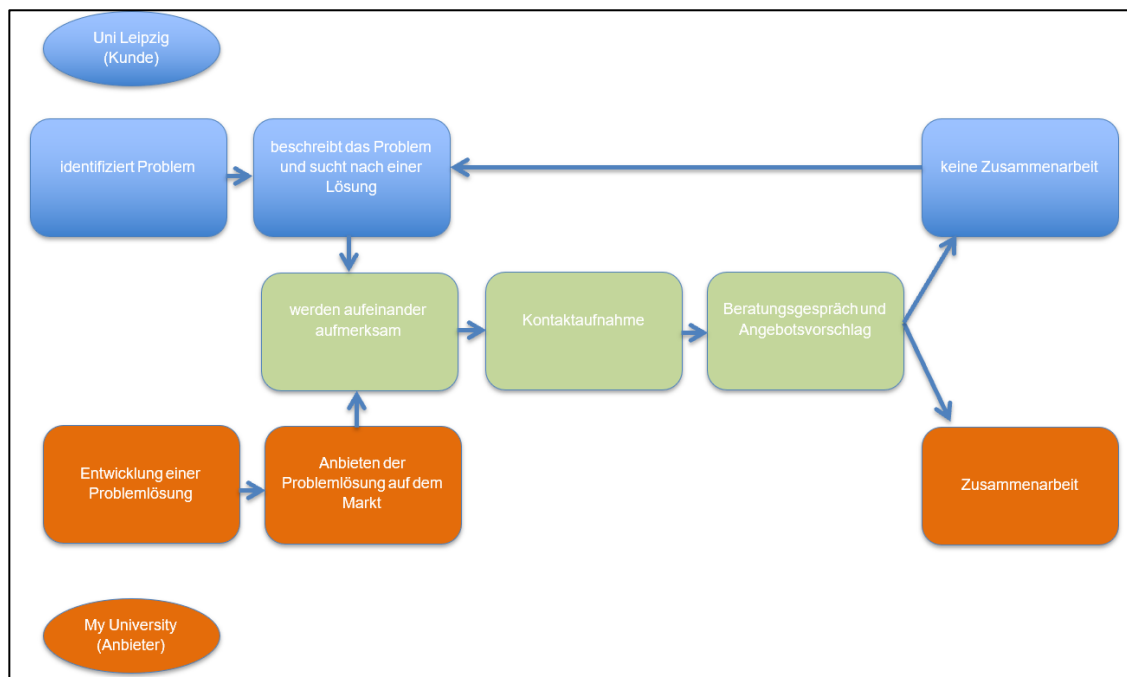 Uni Leipzig
(Kunde)
identifiziert Problem
beschreibt das Problem
und sucht nach einer
Lösung
keine Zusammenarbeit
werden aufeinander
aufmerksam
Kontaktaufnahme
Beratungsgespräch und
Angebotsvorschlag
Entwicklung einer
Problemlösung
Anbieten der
Problemlösung auf dem
Markt
Zusammenarbeit
My University
(Anbieter)